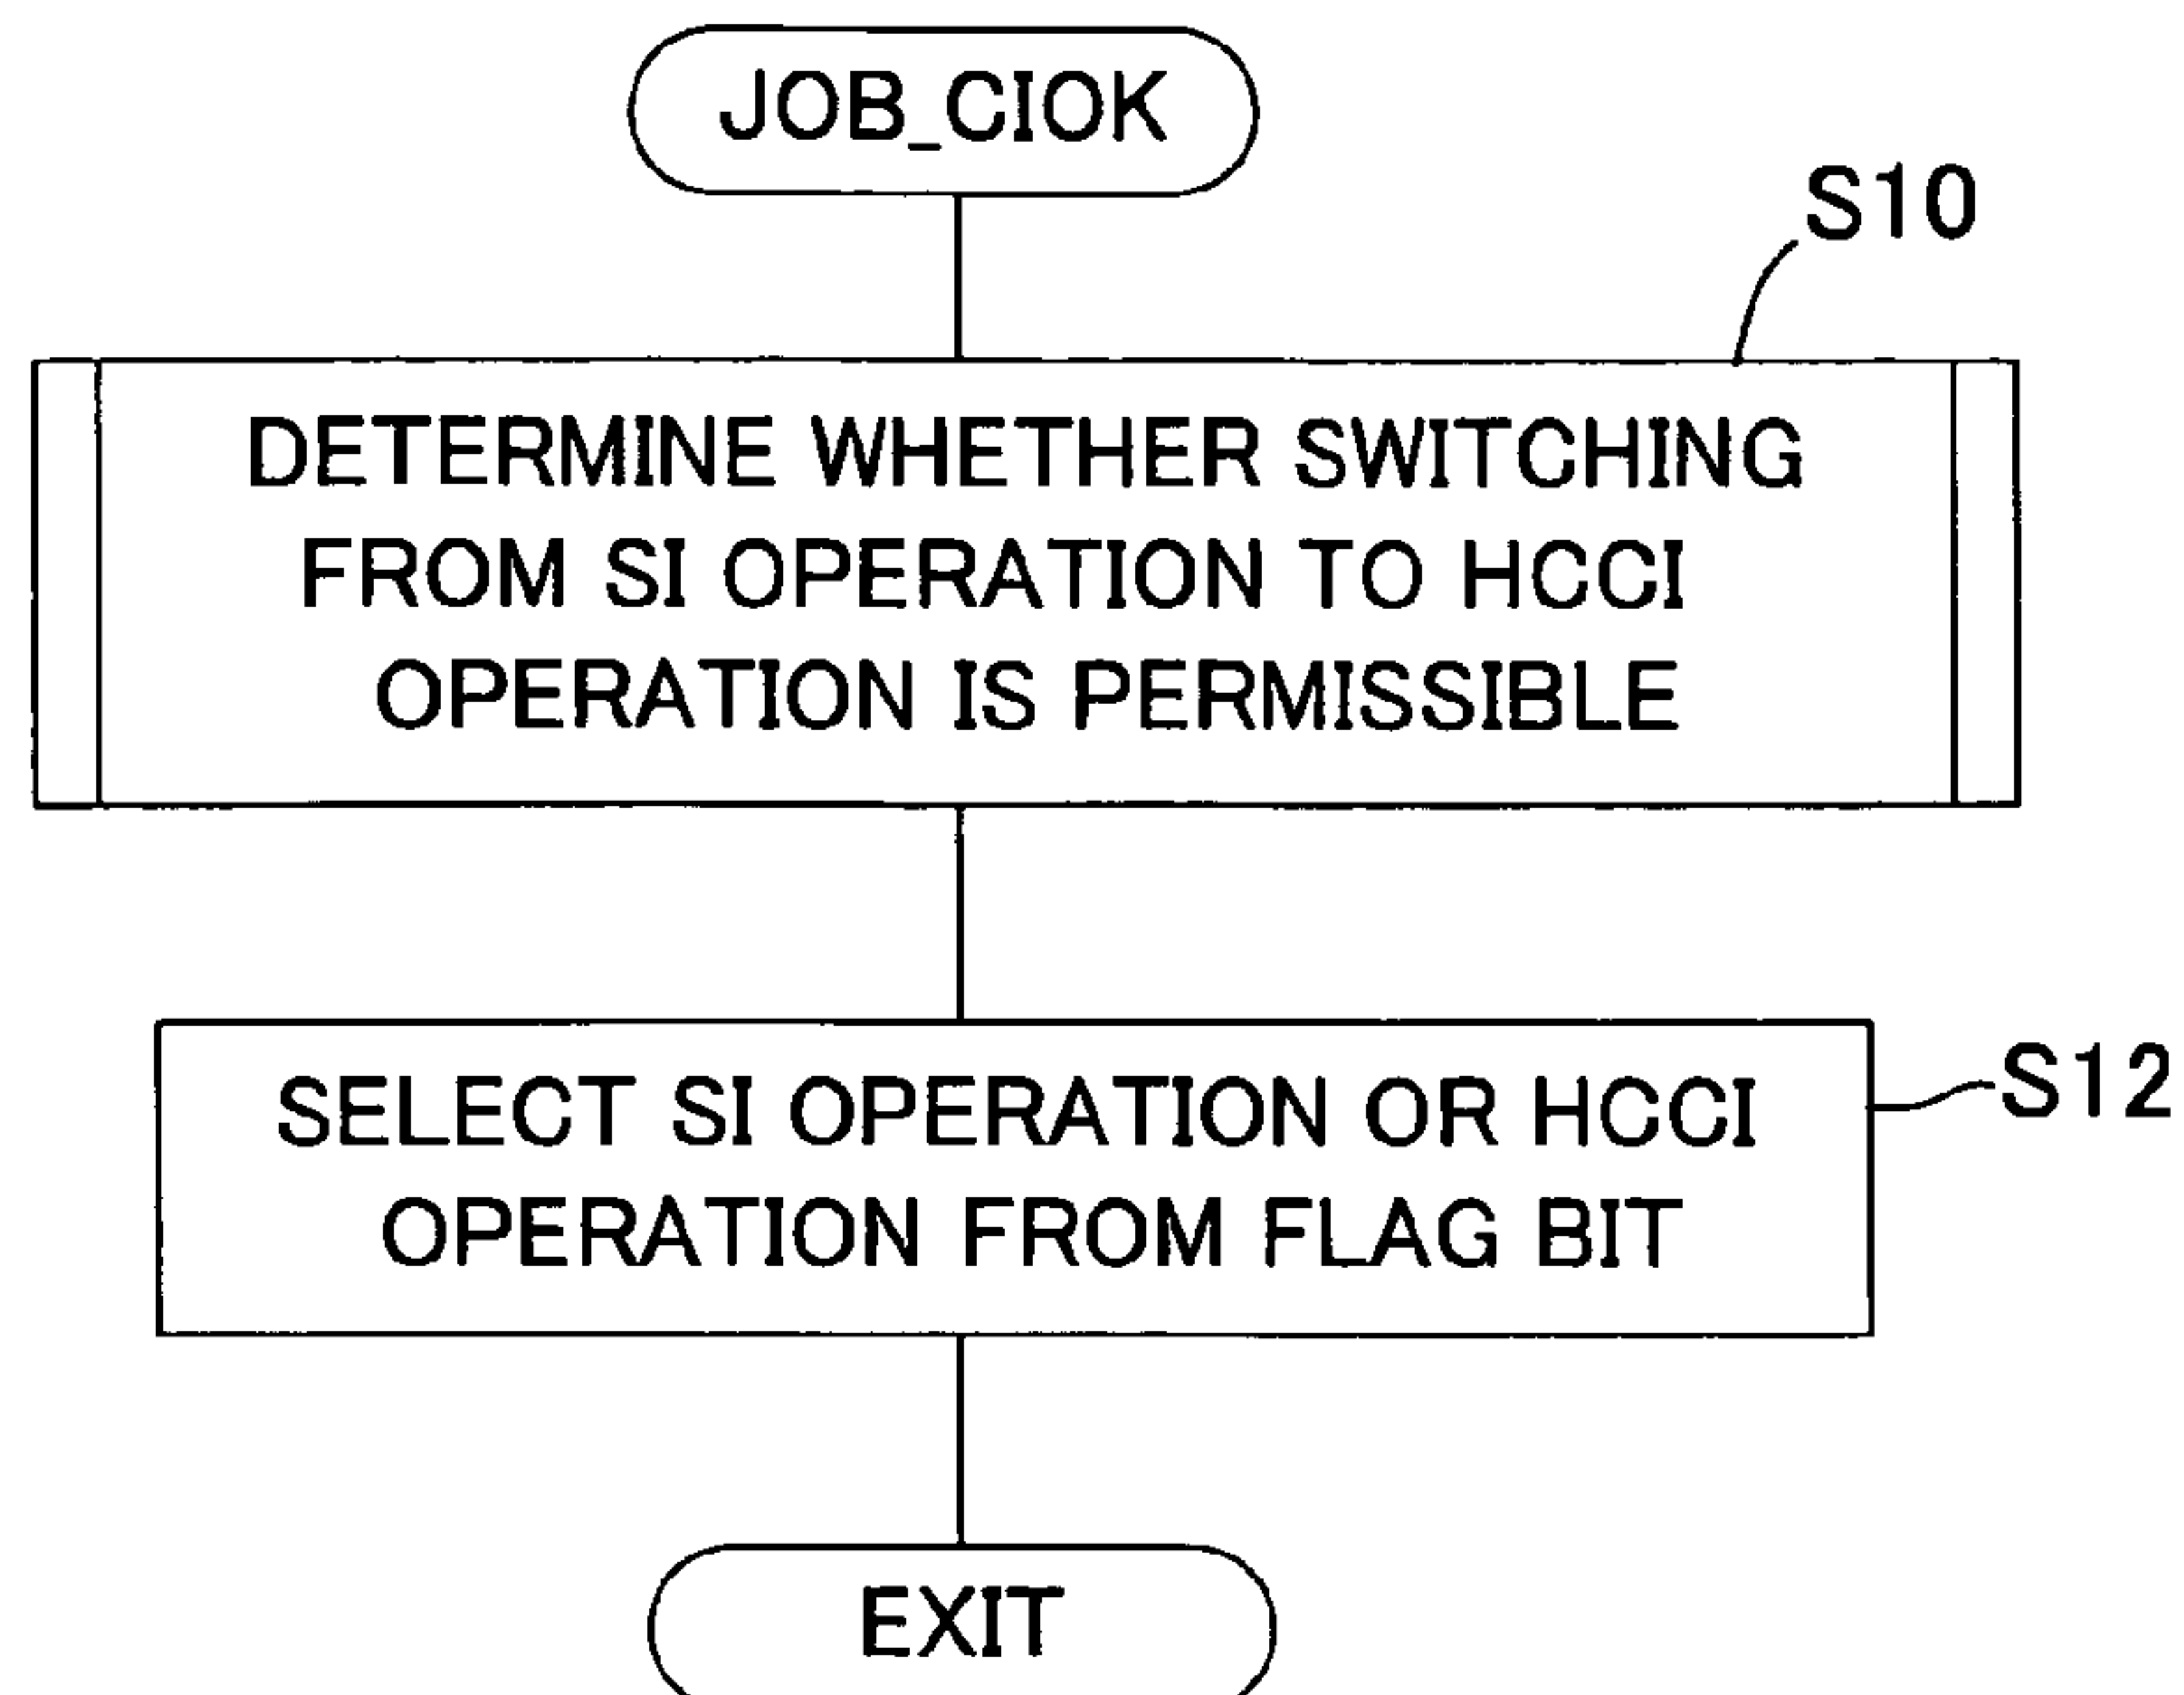 JOB_CIOK
S10
DETERMINE WHETHER SWITCHING
FROM SI OPERATION TO HCCI
OPERATION IS PERMISSIBLE
SELECT SI OPERATION OR HCCI
OPERATION FROM FLAG BIT
S12
EXIT